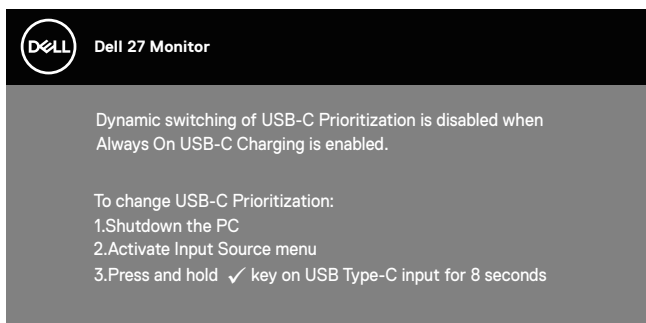 DELL Dell 27 Monitor
Dynamic switching of USB-C Prioritization is disabled when
Always On USB-C Charging is enabled.
To change USB-C Prioritization:
1.Shutdown the PC
2.Activate Input Source menu
3.Press and hold ✓ key on USB Type-C input for 8 seconds